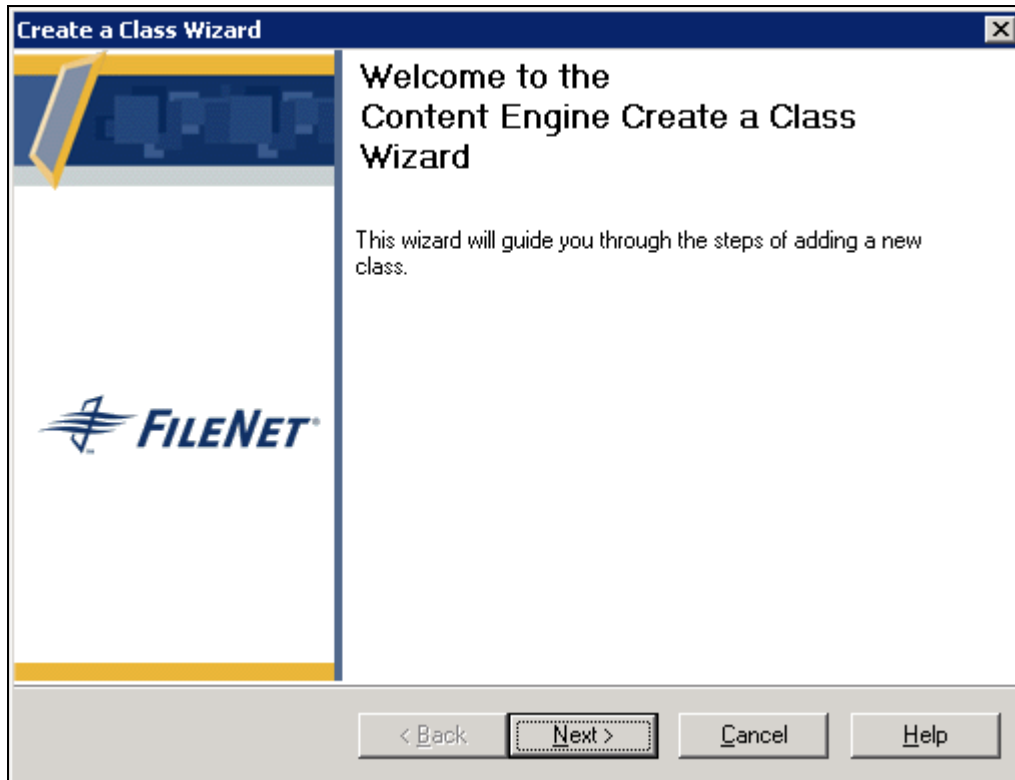 Create a Class Wizard
Welcome to the
Content Engine Create a Class
Wizard
This wizard will guide you through the steps of adding a new
class.
FILENET®
< Back
Next >
Cancel
Help